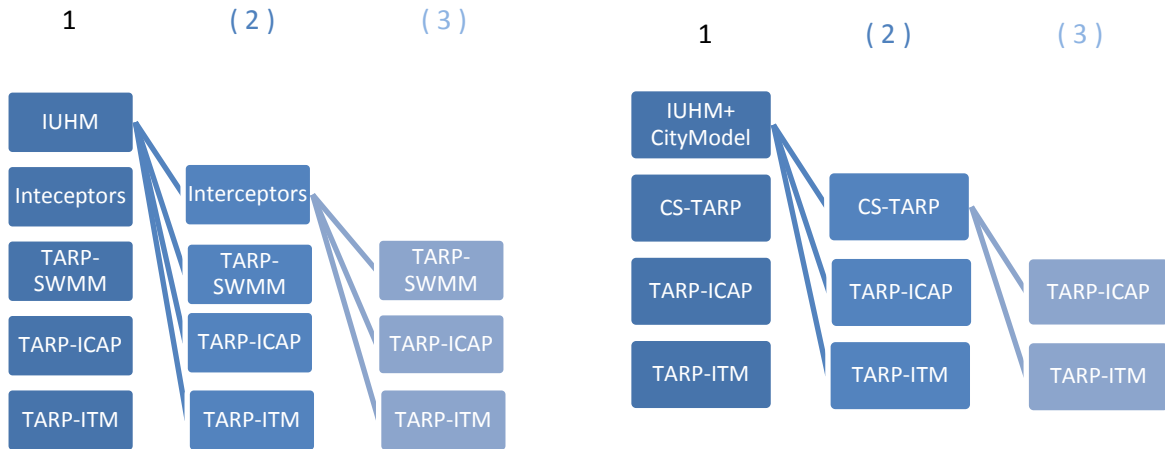 1
( 2 )
( 3 )
IUHM
Inteceptors
TARP-
SWMM
TARP-ICAP
TARP-ITM
Interceptors
TARP-
SWMM
TARP-ICAP
TARP-ITM
TARP-
SWMM
TARP-ICAP
TARP-ITM
1
( 2 )
( 3 )
IUHM+
CityModel
CS-TARP
TARP-ICAP
TARP-ITM
CS-TARP
TARP-ICAP
TARP-ITM
TARP-ICAP
TARP-ITM